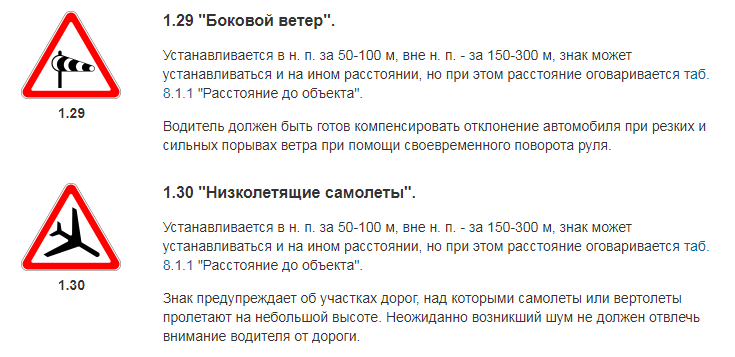 1.29 "Боковой ветер".
Устанавливается в н. п. за 50-100 м, вне н. п. - за 150-300 м, знак может
устанавливаться и на ином расстоянии, но при этом расстояние оговаривается таб.
8.1.1 "Расстояние до объекта".
1.29
Водитель должен быть готов компенсировать отклонение автомобиля при резких и
сильных порывах ветра при помощи своевременного поворота руля.
1.30 "Низколетящие самолеты".
Устанавливается в н. п. за 50-100 м, вне н. п. - за 150-300 м, знак может
устанавливаться и на ином расстоянии, но при этом расстояние оговаривается таб.
8.1.1 "Расстояние до объекта".
1.30
Знак предупреждает об участках дорог, над которыми самолеты или вертолеты
пролетают на небольшой высоте. Неожиданно возникший шум не должен отвлечь
внимание водителя от дороги.